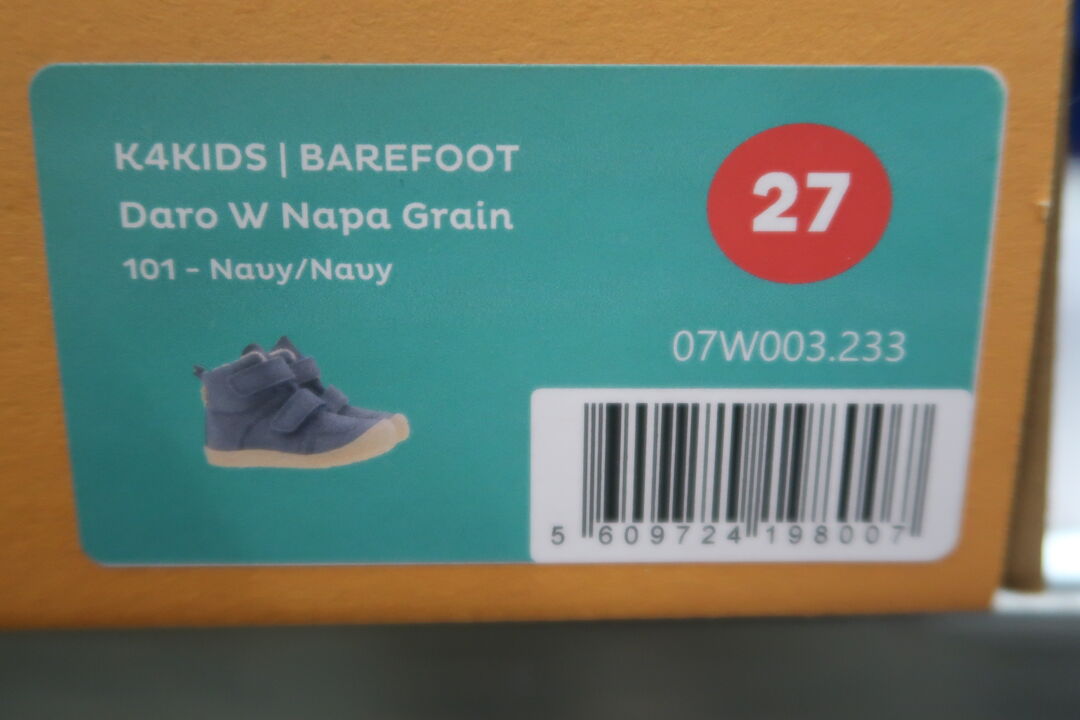 K4KIDS | BAREFOOT
Daro W Napa Grain
101 - Navy/Navy
27
07W003.233
5 609724 198007